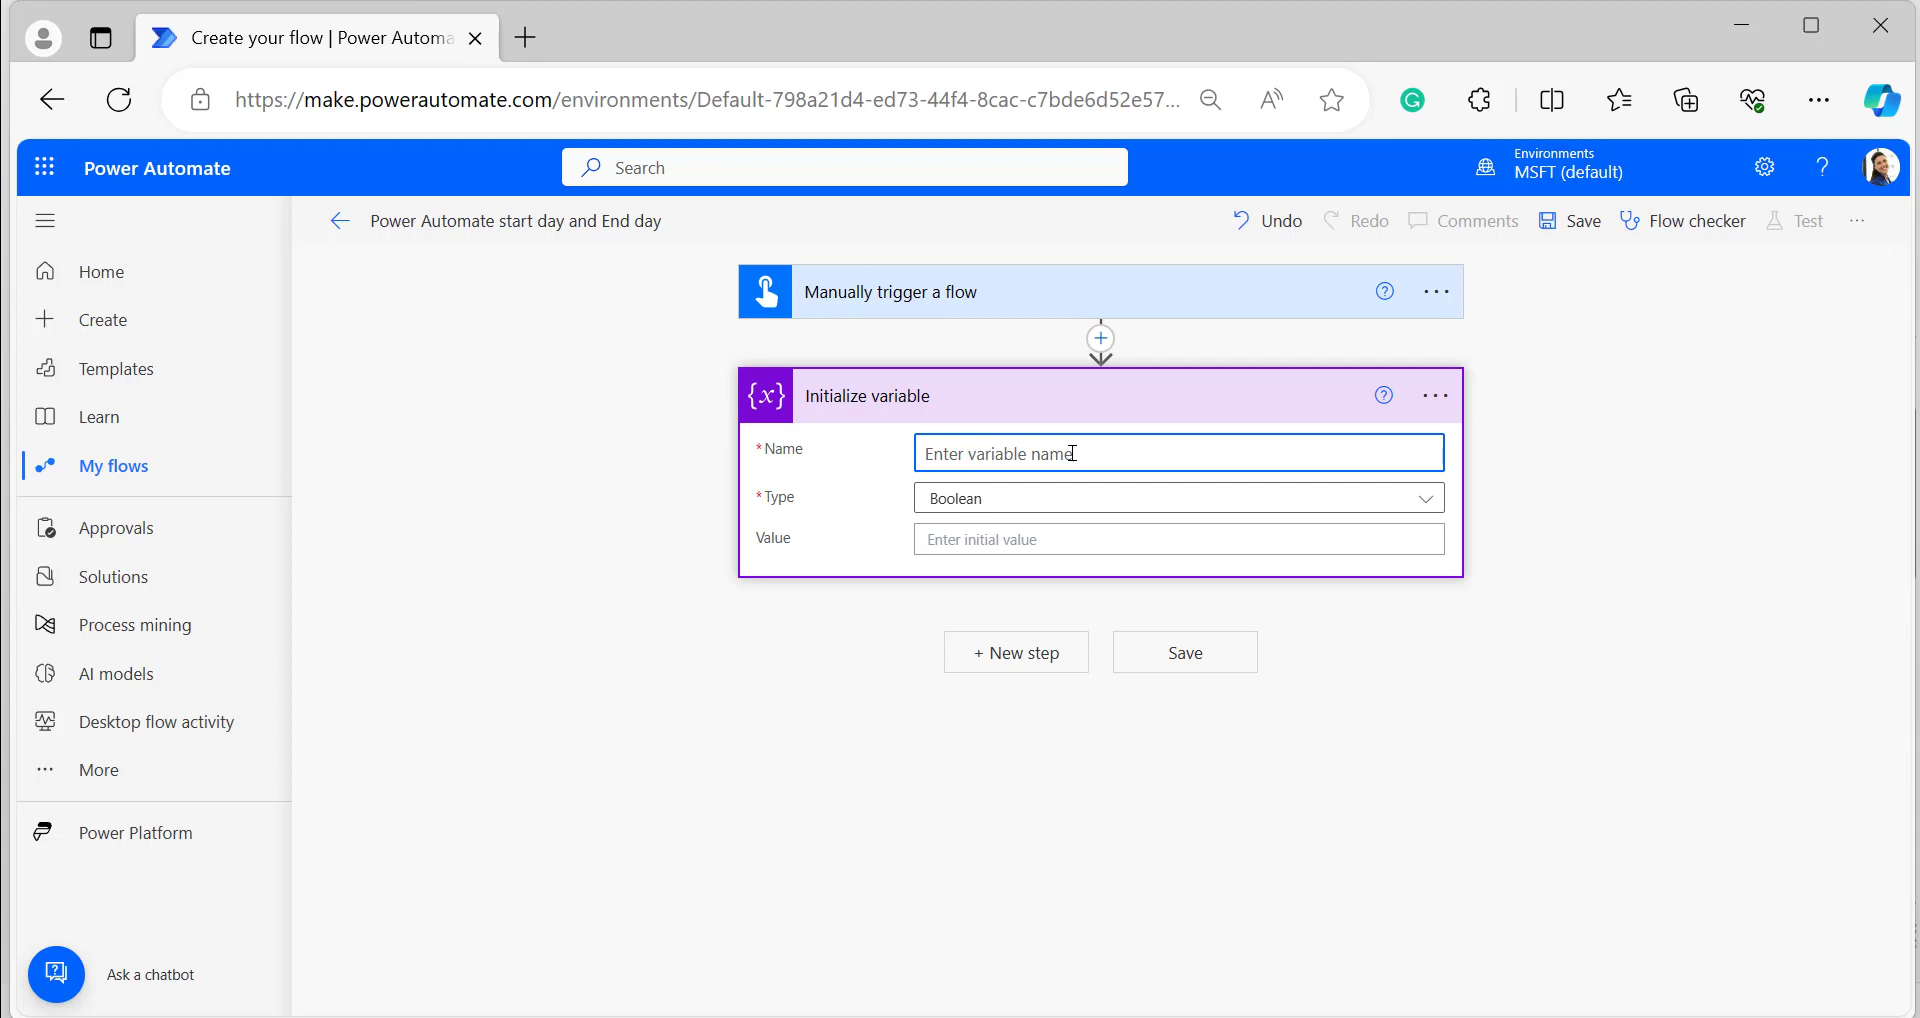 Create your flow | Power Automa
https://make.powerautomate.com/environments/Default-798a21d4-ed73-44f4-8cac-c7bde6d52e57...
Power Automate
Search
Environments
MSFT (default)
Power Automate start day and End day
Undo
Redo
Comments
Save
Flow checker
Test
Home
Create
Templates
Learn
My flows
Approvals
Solutions
Process mining
AI models
Desktop flow activity
More
Power Platform
Ask a chatbot
Manually trigger a flow
{x} Initialize variable
* Name
Enter variable name
* Type
Boolean
Value
Enter initial value
+ New step
Save